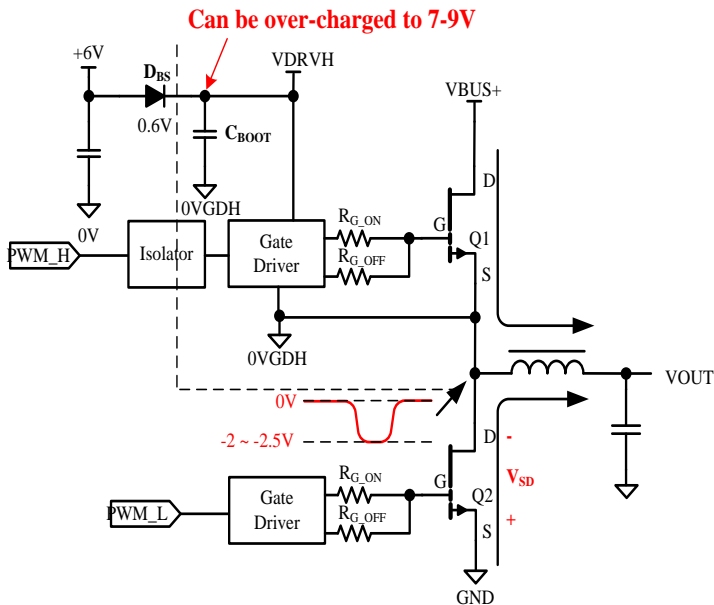 Can be over-charged to 7-9V
+6V
DBS
VDRVH
VBUS+
0.6V
CBOOT
D
0VGDH
0V
RG_ON
G
Q1
PWM_H
Isolator
Gate
Driver
RG_OFF
S
0VGDH
VOUT
0V
-2 ~ -2.5V
D
-
RG_ON
G
VSD
Q2
PWM_L
Gate
Driver
RG_OFF
S
+
GND